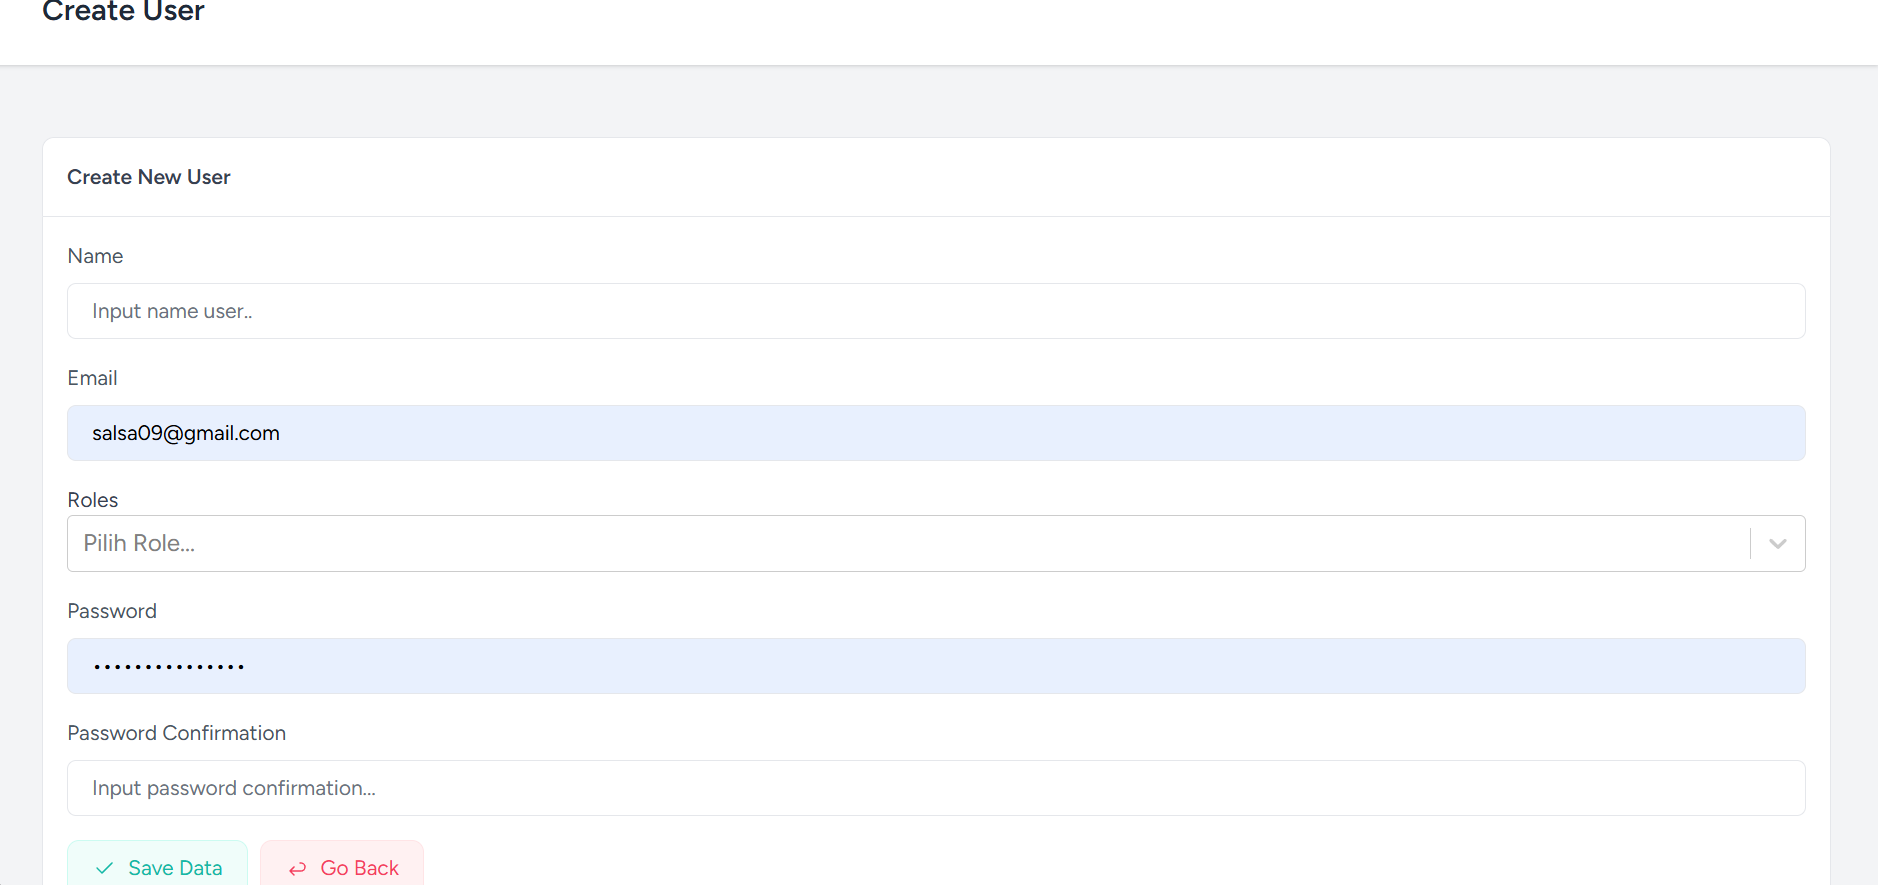 Create User
Create New User
Name
Input name user..
Email
salsa09@gmail.com
Roles
Pilih Role...
Password
•••••••••••••••
Password Confirmation
Input password confirmation...
Save Data
Go Back